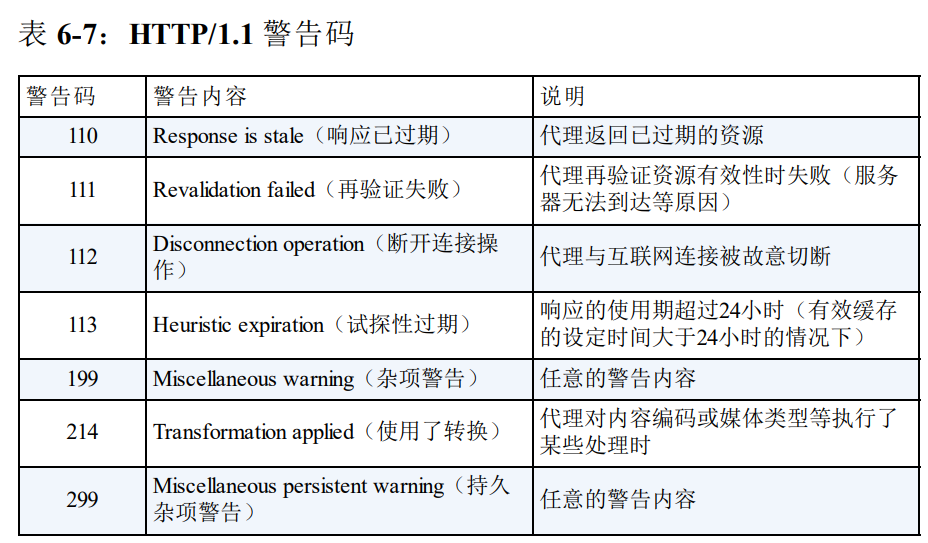 表 6-7：HTTP/1.1 警告码
警告码 警告内容 说明
110 Response is stale（响应已过期） 代理返回已过期的资源
111 Revalidation failed（再验证失败） 代理再验证资源有效性时失败（服务
器无法到达等原因）
112 Disconnection operation（断开连接操
作） 代理与互联网连接被故意切断
113 Heuristic expiration（试探性过期） 响应的使用期超过24小时（有效缓存
的设定时间大于24小时的情况下）
199 Miscellaneous warning（杂项警告） 任意的警告内容
214 Transformation applied（使用了转换） 代理对内容编码或媒体类型等执行了
某些处理时
299 Miscellaneous persistent warning（持久
杂项警告） 任意的警告内容